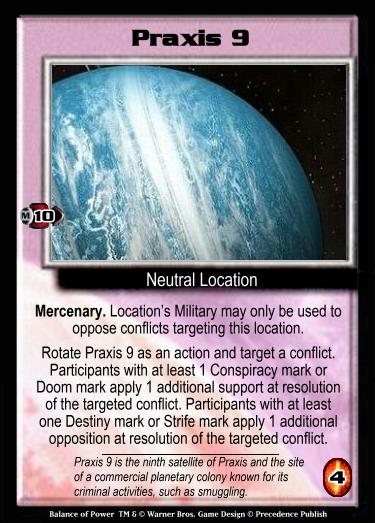 Praxis 9
M 10
Neutral Location
Mercenary. Location's Military may only be used to
oppose conflicts targeting this location.
Rotate Praxis 9 as an action and target a conflict.
Participants with at least 1 Conspiracy mark or
Doom mark apply 1 additional support at resolution
of the targeted conflict. Participants with at least
one Destiny mark or Strife mark apply 1 additional
opposition at resolution of the targeted conflict.
Praxis 9 is the ninth satellite of Praxis and the site
of a commercial planetary colony known for its
criminal activities, such as smuggling.
4
Balance of Power TM & © Warner Bros. Game Design © Precedence Publish